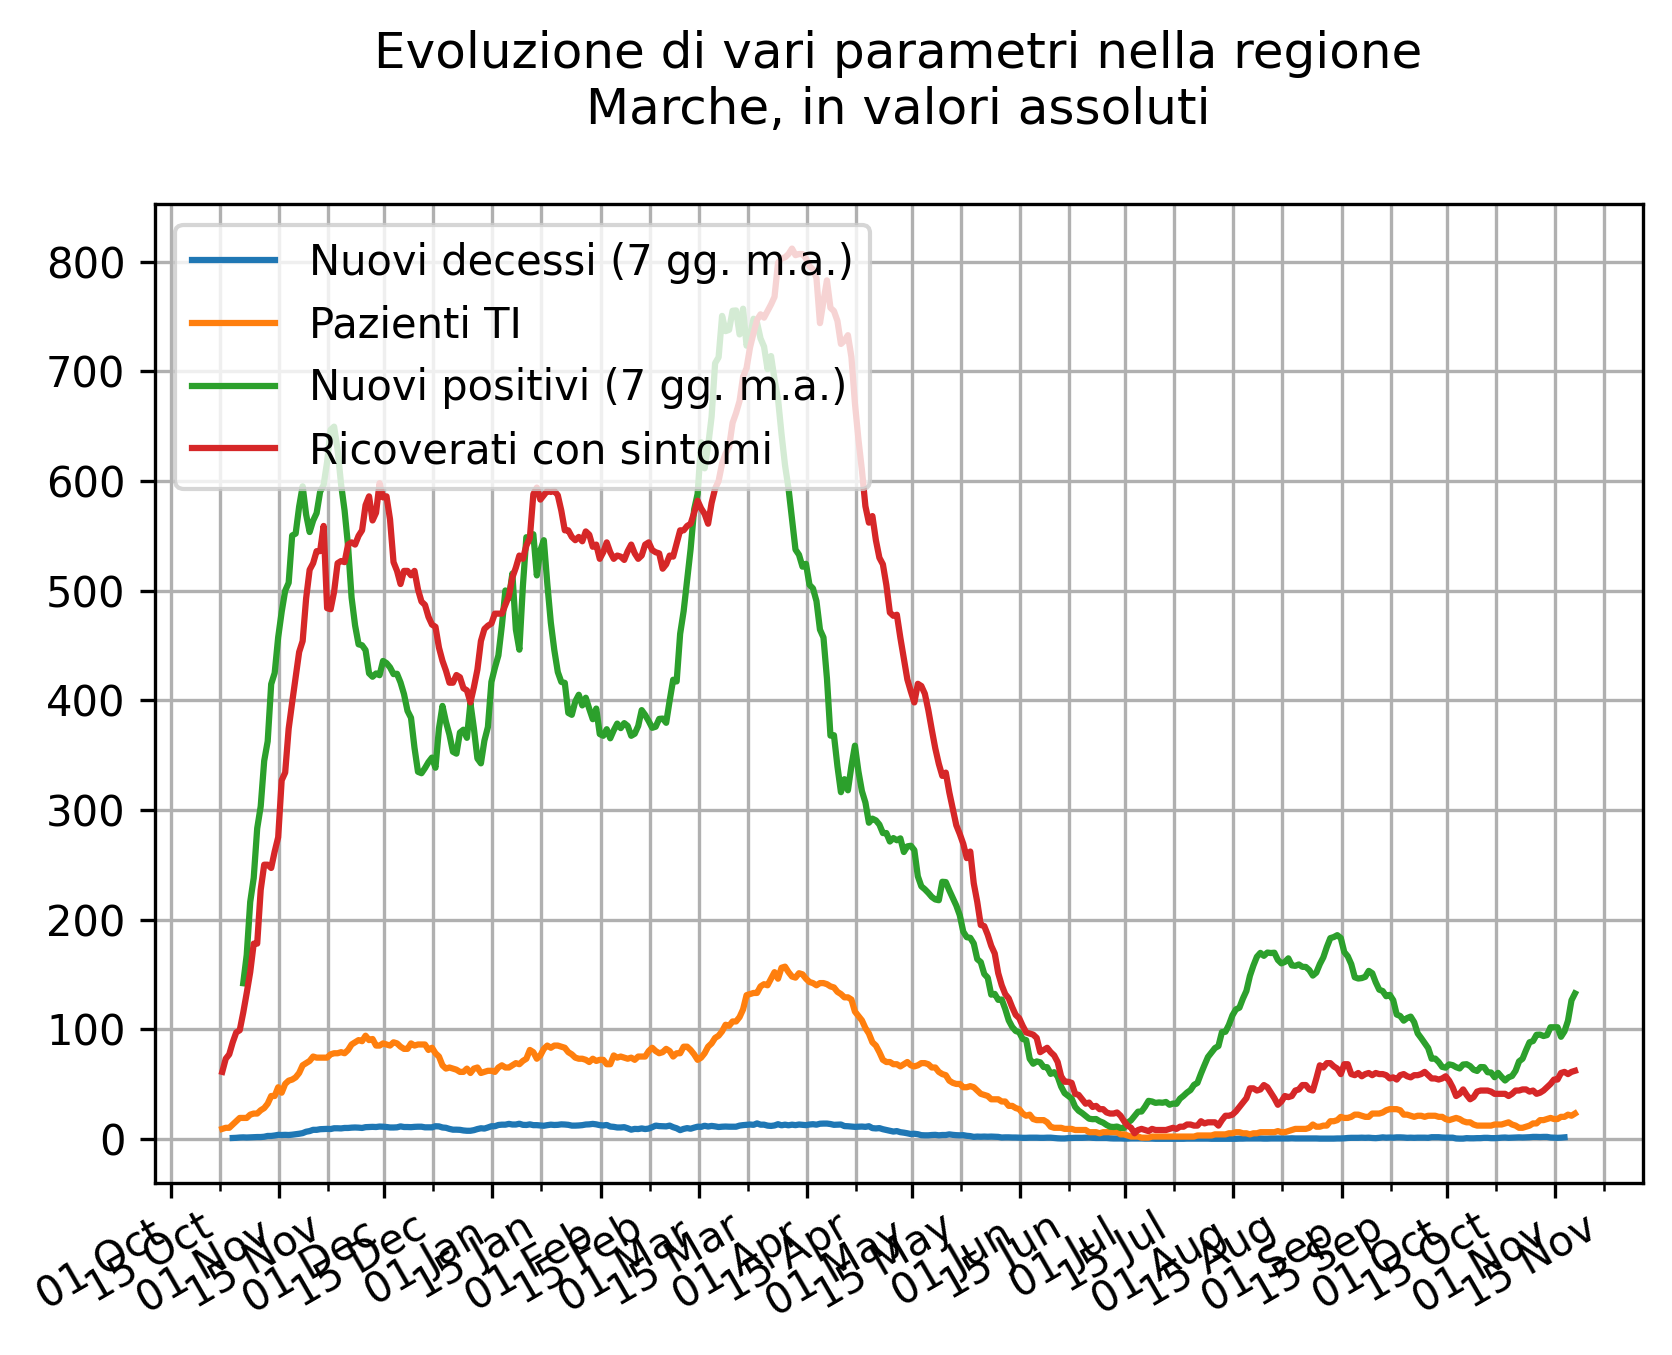 Evoluzione di vari parametri nella regione
Marche, in valori assoluti
Nuovi decessi (7 gg. m.a.)
Pazienti TI
Nuovi positivi (7 gg. m.a.)
Ricoverati con sintomi
800
700
600
500
400
300
200
100
0
01 Oct
15 Oct
01 Nov
15 Nov
01 Dec
15 Dec
01 Jan
15 Jan
01 Feb
15 Feb
01 Mar
15 Mar
01 Apr
15 Apr
01 May
15 May
01 Jun
15 Jun
01 Jul
15 Jul
01 Aug
15 Aug
01 Sep
15 Sep
01 Oct
15 Oct
01 Nov
15 Nov